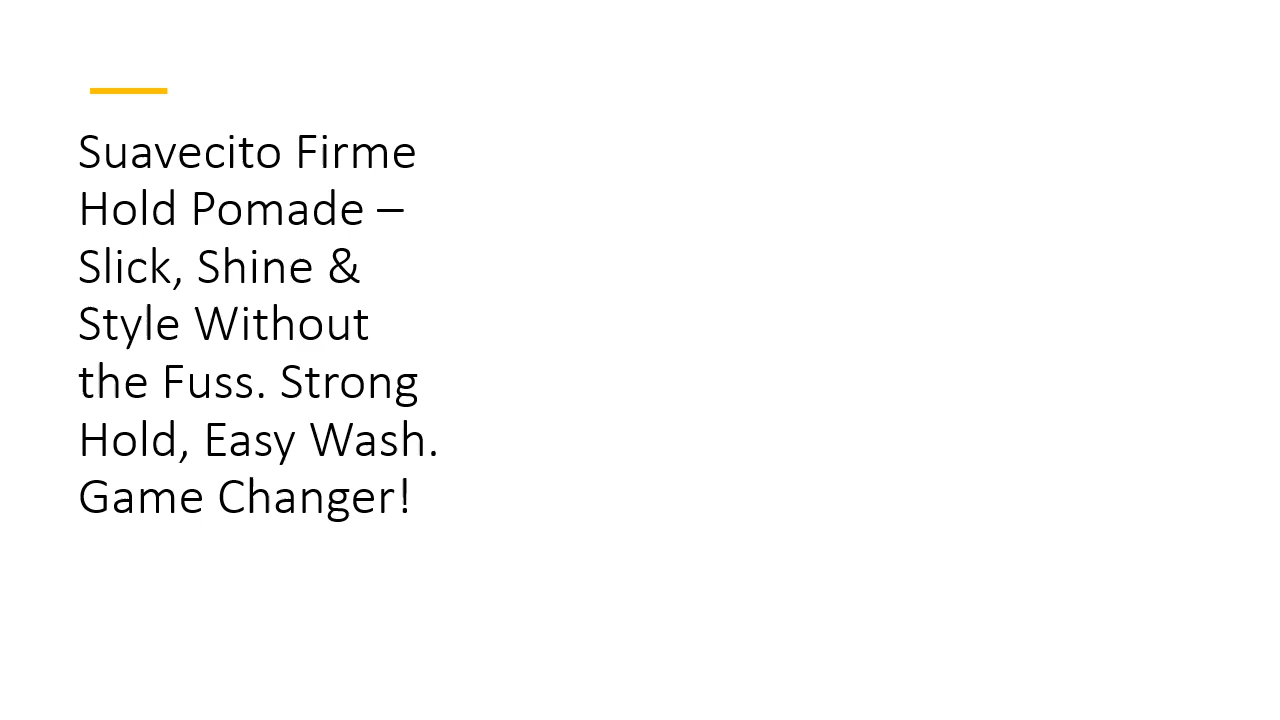 Suavecito Firme
Hold Pomade –
Slick, Shine &
Style Without
the Fuss. Strong
Hold, Easy Wash.
Game Changer!